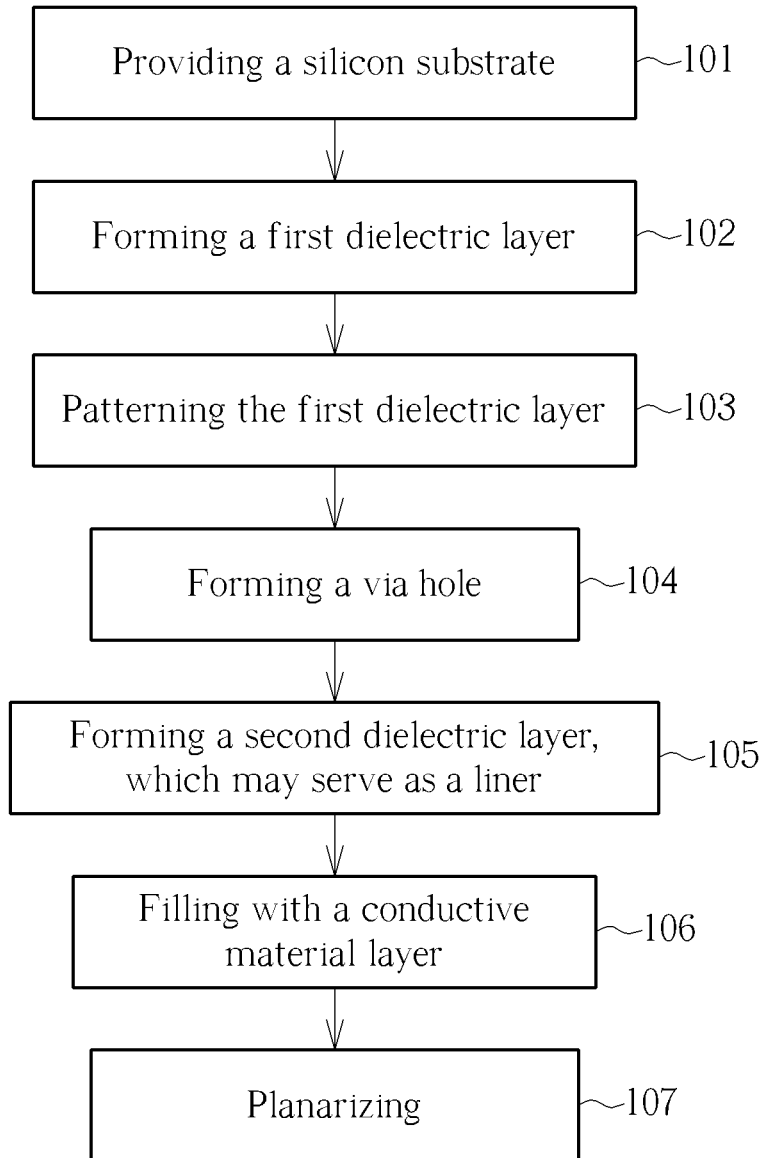 Providing a silicon substrate
101
Forming a first dielectric layer
102
Patterning the first dielectric layer
103
Forming a via hole
104
Forming a second dielectric layer,
which may serve as a liner
105
Filling with a conductive
material layer
106
Planarizing
107